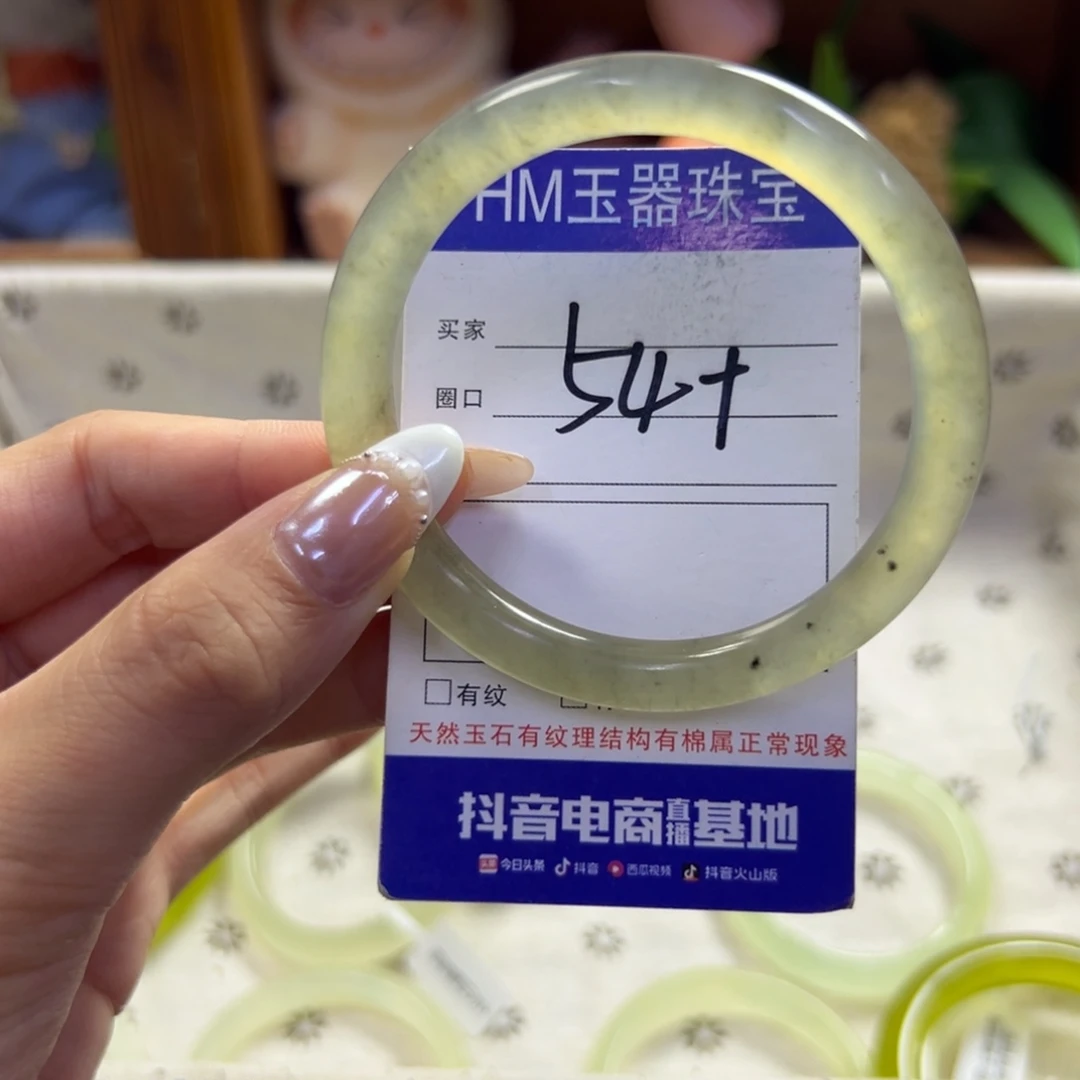 HM玉器珠宝
买家
圈口
54+
□有纹
天然玉石有纹理结构有棉属正常现象
抖音电商直播基地
头条 今日头条 抖音 西瓜视频 抖音火山版